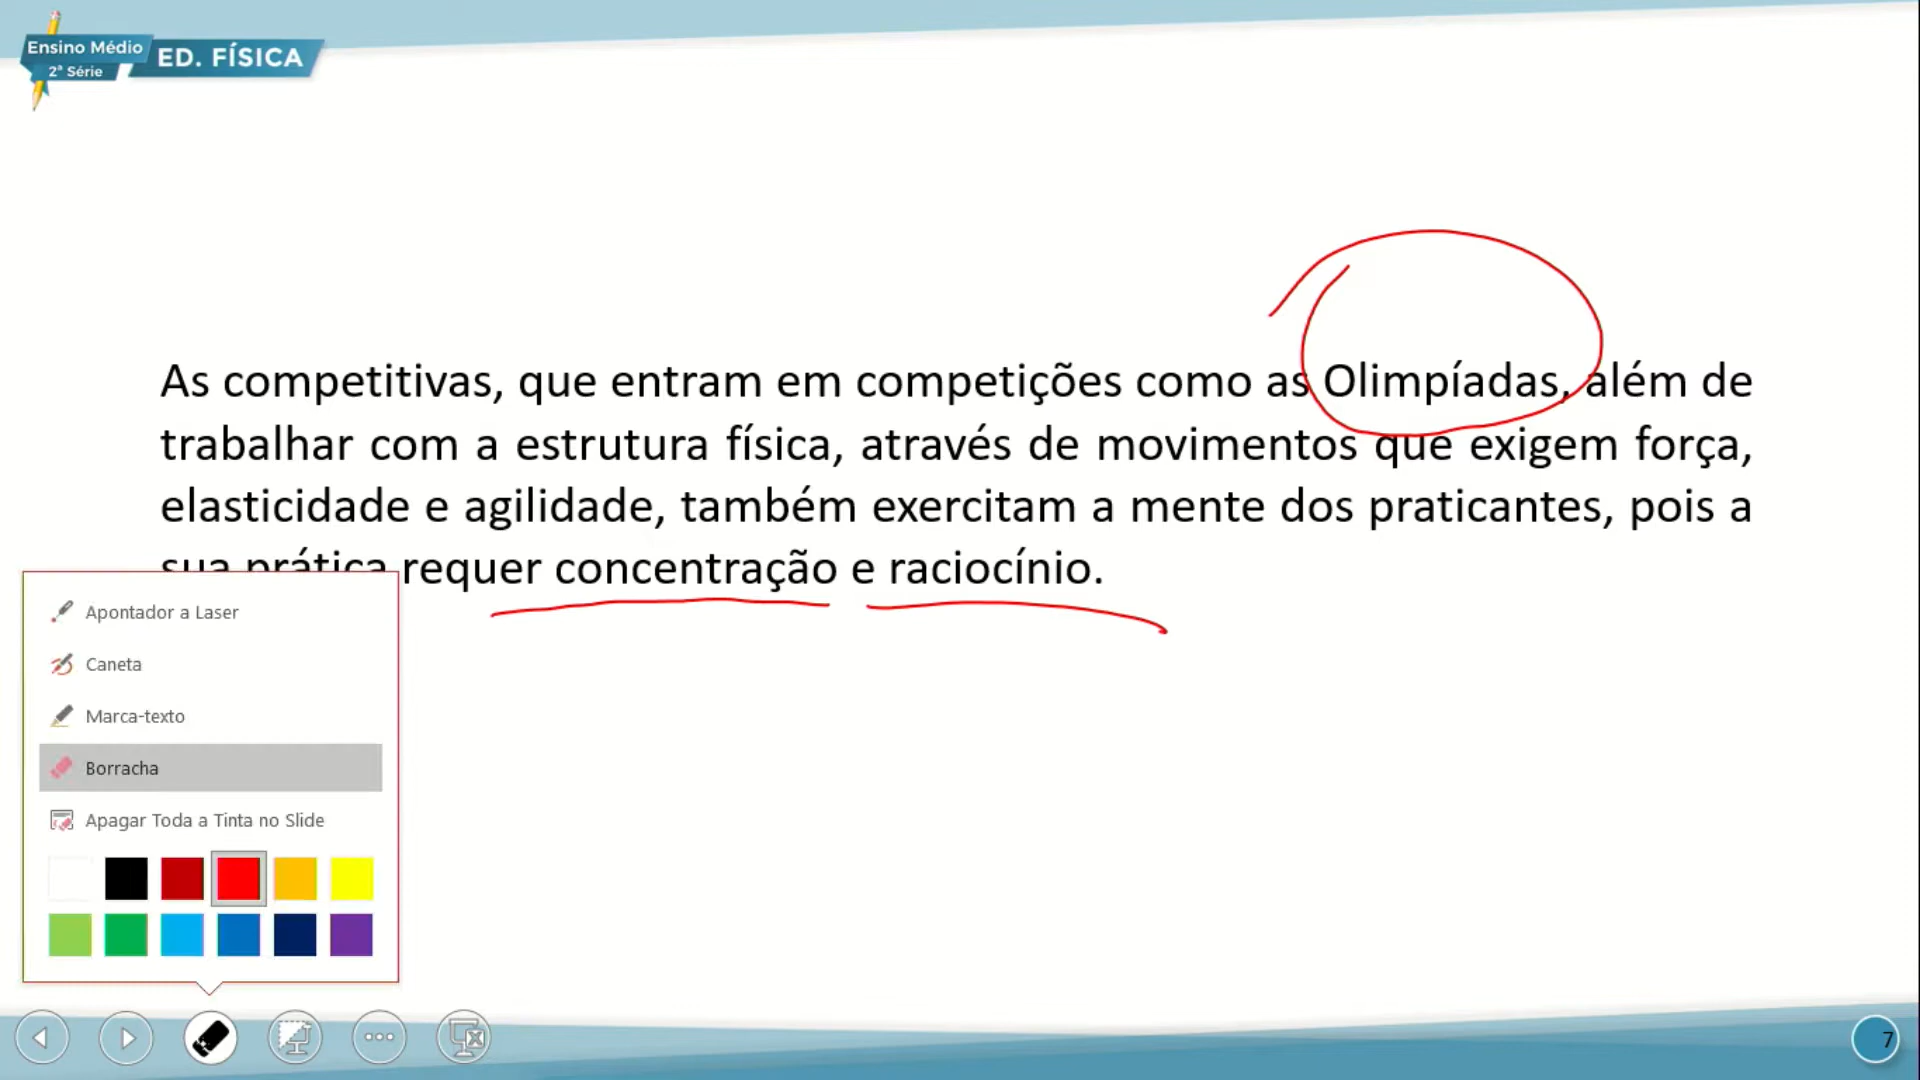 Ensino Médio
2ª Série
ED. FÍSICA
As competitivas, que entram em competições como as Olimpíadas, além de
trabalhar com a estrutura física, através de movimentos que exigem força,
elasticidade e agilidade, também exercitam a mente dos praticantes, pois a
sua prática requer concentração e raciocínio.
Apontador a Laser
Caneta
Marca-texto
Borracha
Apagar Toda a Tinta no Slide
7